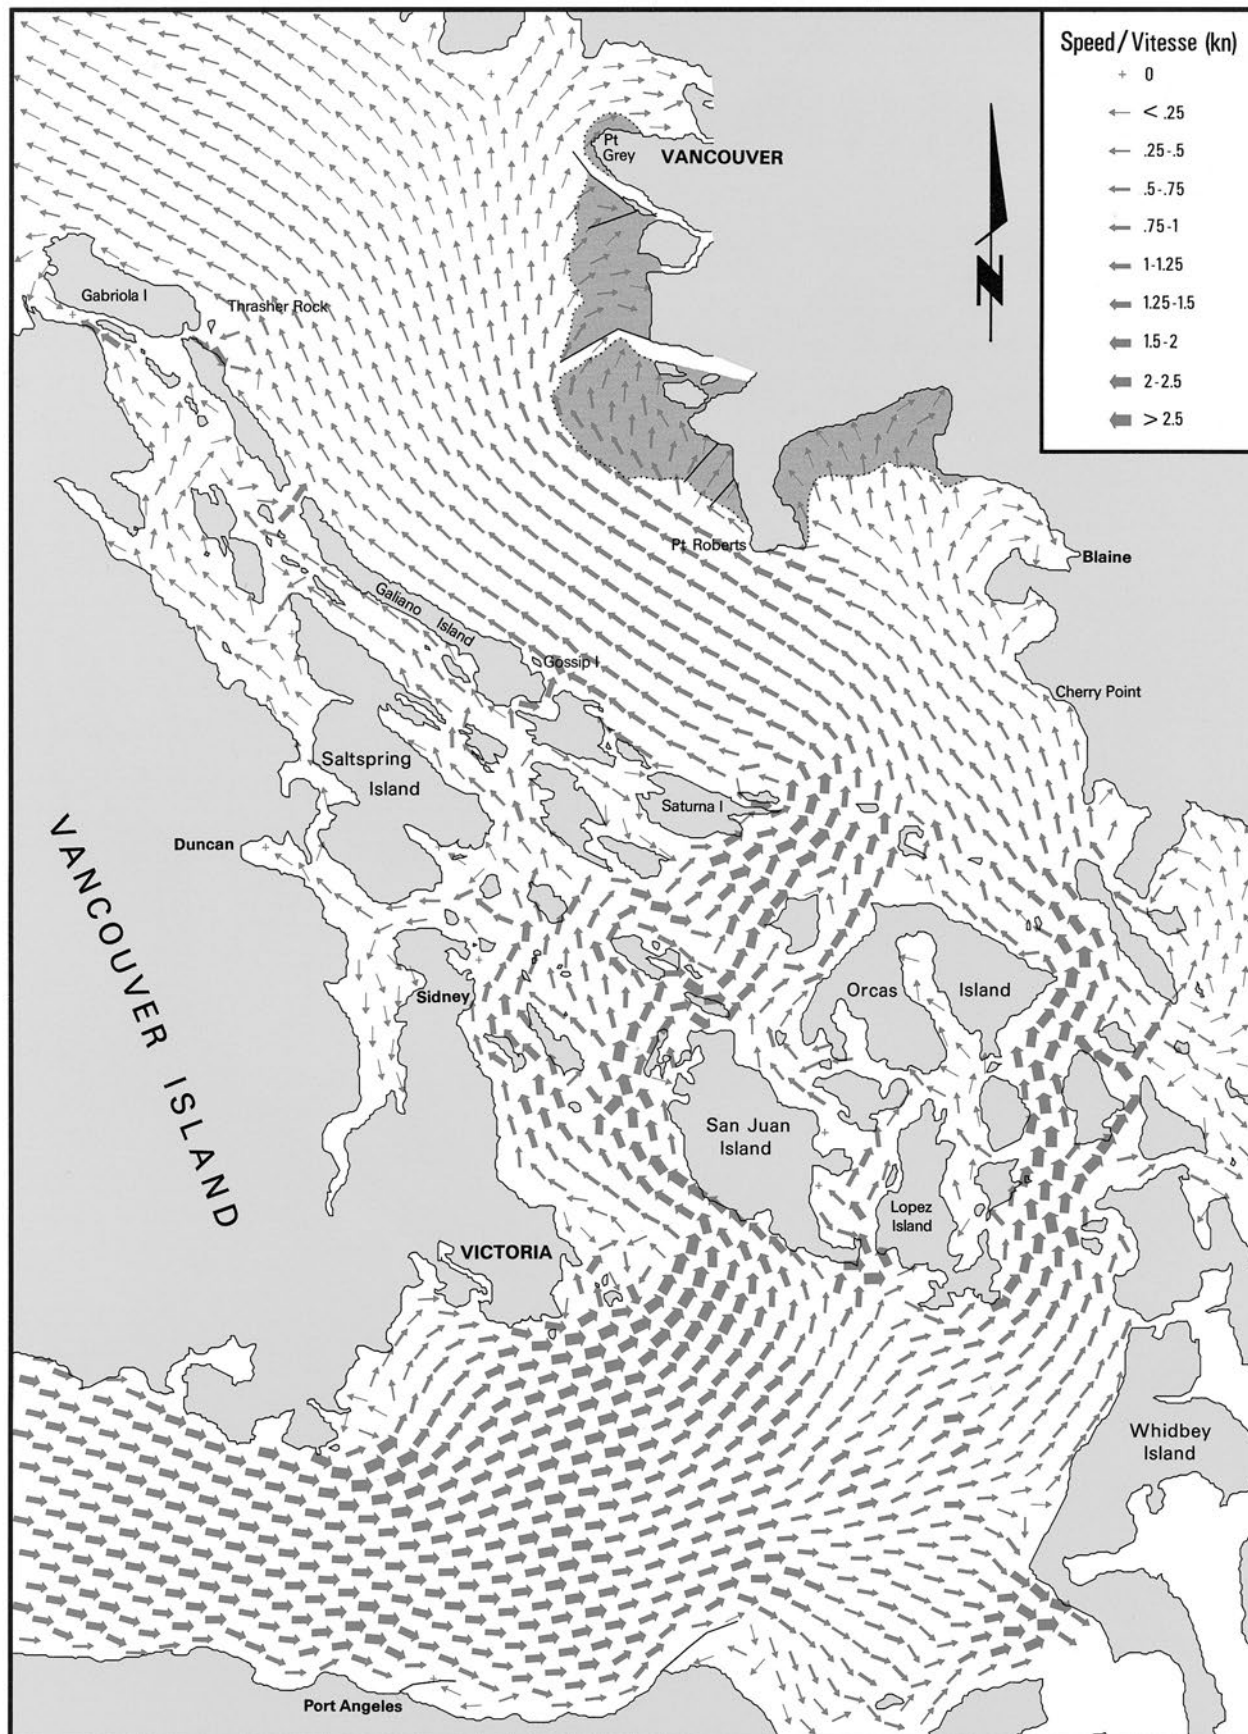 Speed/Vitesse (kn)
0
< .25
.25-.5
.5-.75
.75-1
1-1.25
1.25-1.5
1.5-2
2-2.5
> 2.5
Pt
Grey
VANCOUVER
N
Gabriola I
Thrasher Rock
Pt Roberts
Blaine
Galiano
Island
Gossip I
Cherry Point
Saltspring
Island
Saturna I
Duncan
VANCOUVER ISLAND
Sidney
Orcas Island
San Juan
Island
Lopez
Island
VICTORIA
Whidbey
Island
Port Angeles